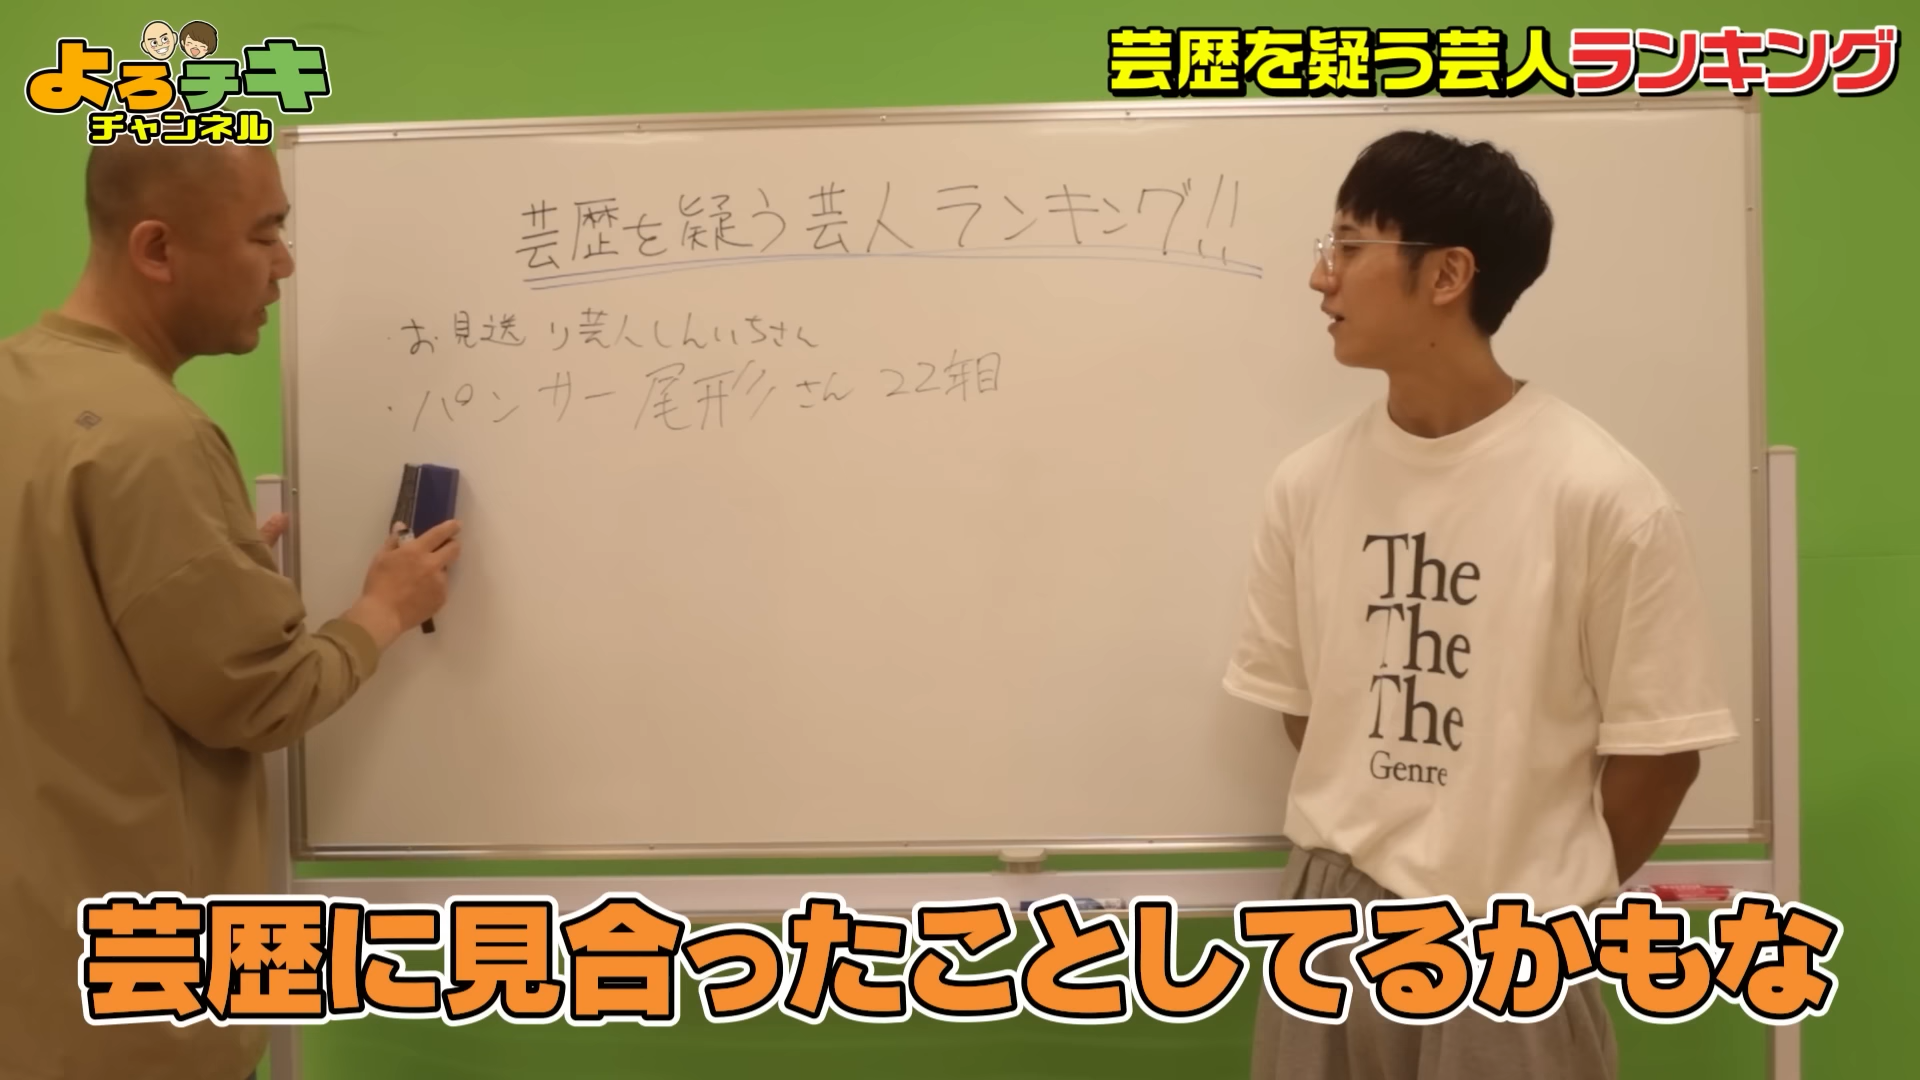 よろチキ
チャンネル
芸歴を疑う芸人ランキング
芸歴を疑う芸人ランキング!!
・お見送り芸人しんいちさん
・パンサー尾形さん 22年目
The
The
The
Genre
芸歴に見合ったことしてるかもな